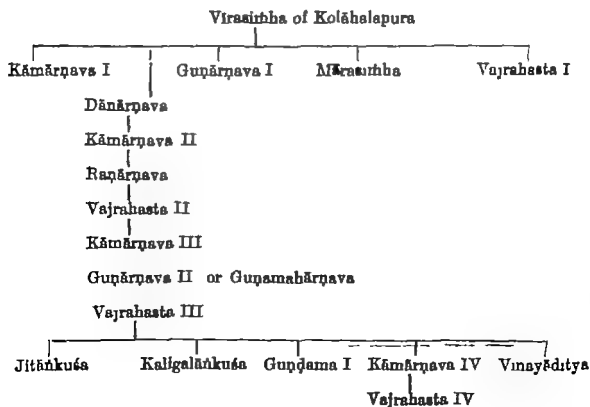 Vīrasiṁha of Kolāhalapura
Kāmārṇava I Guṇārṇava I Mārasiṁha Vajrahasta I
Dānārṇava
Kāmārṇava II
Raṇārṇava
Vajrahasta II
Kāmārṇava III
Guṇārṇava II or Guṇamahārṇava
Vajrahasta III
Jitāṅkuśa Kaligalāṅkuśa Guṇḍama I Kāmārṇava IV Vinayāditya
Vajrahasta IV